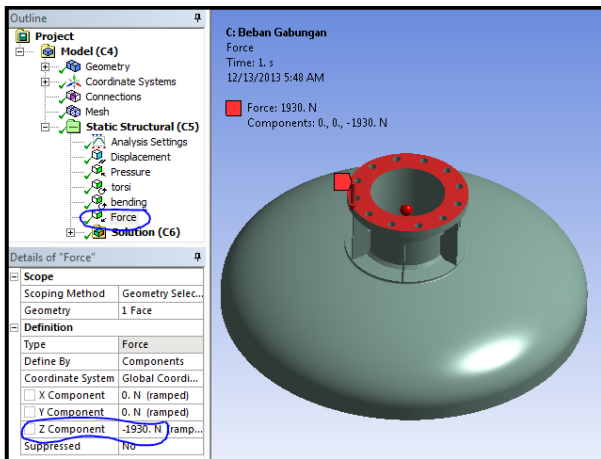 Outline
Project
Model (C4)
Geometry
Coordinate Systems
Connections
Mesh
Static Structural (C5)
Analysis Settings
Displacement
Pressure
torsi
bending
Force
Solution (C6)
Details of "Force"
Scope
Scoping Method Geometry Selec...
Geometry 1 Face
Definition
Type Force
Define By Components
Coordinate System Global Coordi...
X Component 0. N (ramped)
Y Component 0. N (ramped)
Z Component -1930. N (ramp...
Suppressed No
C: Beban Gabungan
Force
Time: 1. s
12/13/2013 5:48 AM
Force: 1930. N
Components: 0., 0., -1930. N